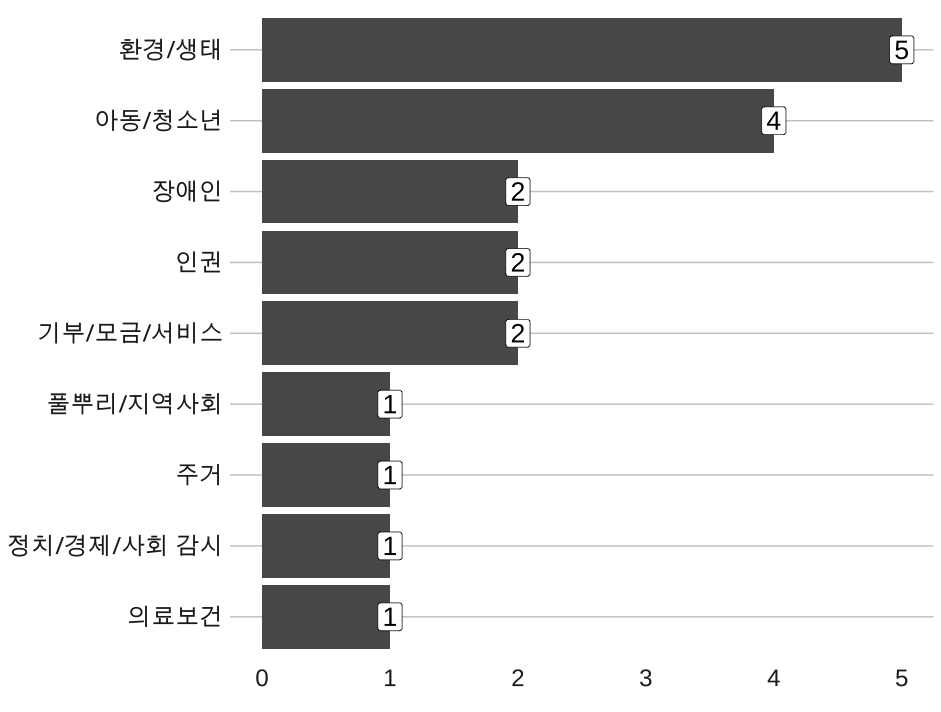 환경/생태 5
아동/청소년 4
장애인 2
인권 2
기부/모금/서비스 2
풀뿌리/지역사회 1
주거 1
정치/경제/사회 감시 1
의료보건 1
0 1 2 3 4 5